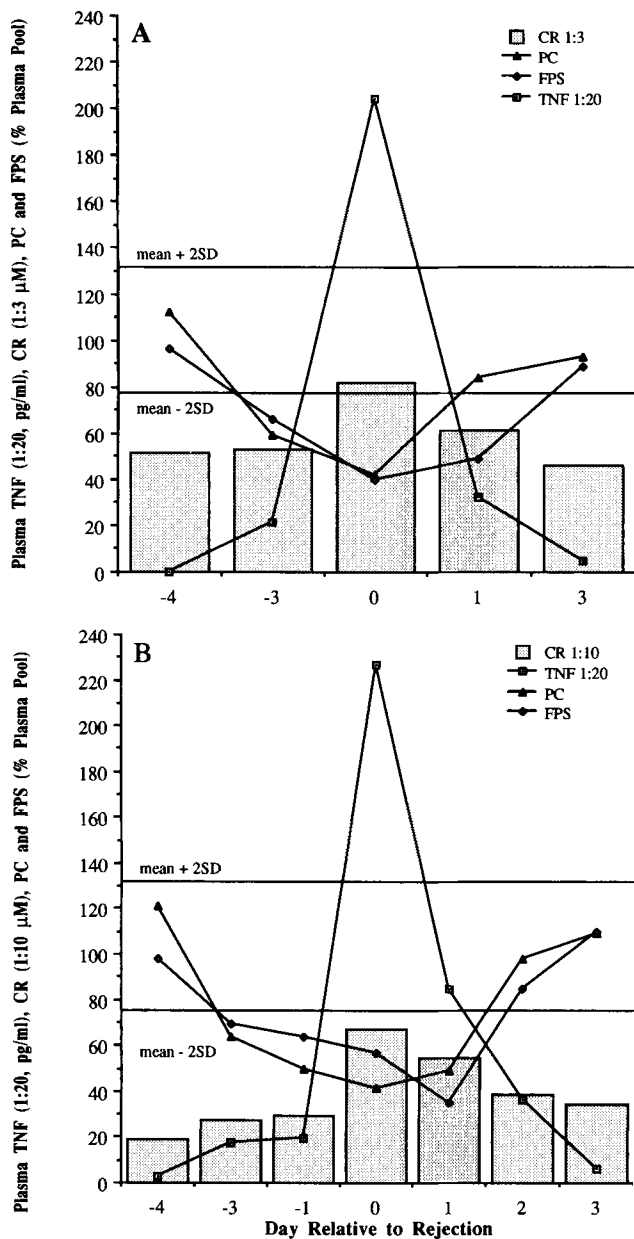 Plasma TNF (1:20, pg/ml), CR (1:3 µM), PC and FPS (% Plasma Pool)
A
CR 1:3
PC
FPS
TNF 1:20
240
220
200
180
160
140
120
100
80
60
40
20
0
mean + 2SD
mean - 2SD
-4 -3 0 1 3
Plasma TNF (1:20, pg/ml), CR (1:10 µM), PC and FPS (% Plasma Pool)
B
CR 1:10
TNF 1:20
PC
FPS
240
220
200
180
160
140
120
100
80
60
40
20
0
mean + 2SD
mean - 2SD
-4 -3 -1 0 1 2 3
Day Relative to Rejection